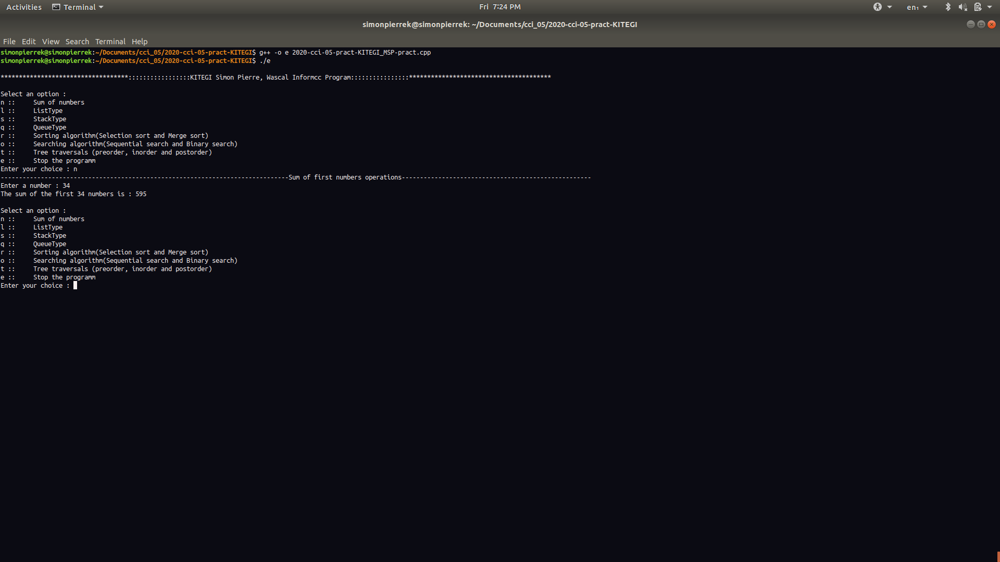 Activities Terminal Fri 7:24 PM en₁
simonpierrek@simonpierrek: ~/Documents/cci_05/2020-cci-05-pract-KITEGI
File Edit View Search Terminal Help
simonpierrek@simonpierrek:~/Documents/cci_05/2020-cci-05-pract-KITEGI$ g++ -o e 2020-cci-05-pract-KITEGI_MSP-pract.cpp
simonpierrek@simonpierrek:~/Documents/cci_05/2020-cci-05-pract-KITEGI$ ./e
***********************************:::::::::::::::::KITEGI Simon Pierre, Wascal Informcc Program::::::::::::::::***************************************
Select an option :
n :: Sum of numbers
l :: ListType
s :: StackType
q :: QueueType
r :: Sorting algorithm(Selection sort and Merge sort)
o :: Searching algorithm(Sequential search and Binary search)
t :: Tree traversals (preorder, inorder and postorder)
e :: Stop the programm
Enter your choice : n
-------------------------------------------------------------------------------Sum of first numbers operations----------------------------------------------------
Enter a number : 34
The sum of the first 34 numbers is : 595
Select an option :
n :: Sum of numbers
l :: ListType
s :: StackType
q :: QueueType
r :: Sorting algorithm(Selection sort and Merge sort)
o :: Searching algorithm(Sequential search and Binary search)
t :: Tree traversals (preorder, inorder and postorder)
e :: Stop the programm
Enter your choice :